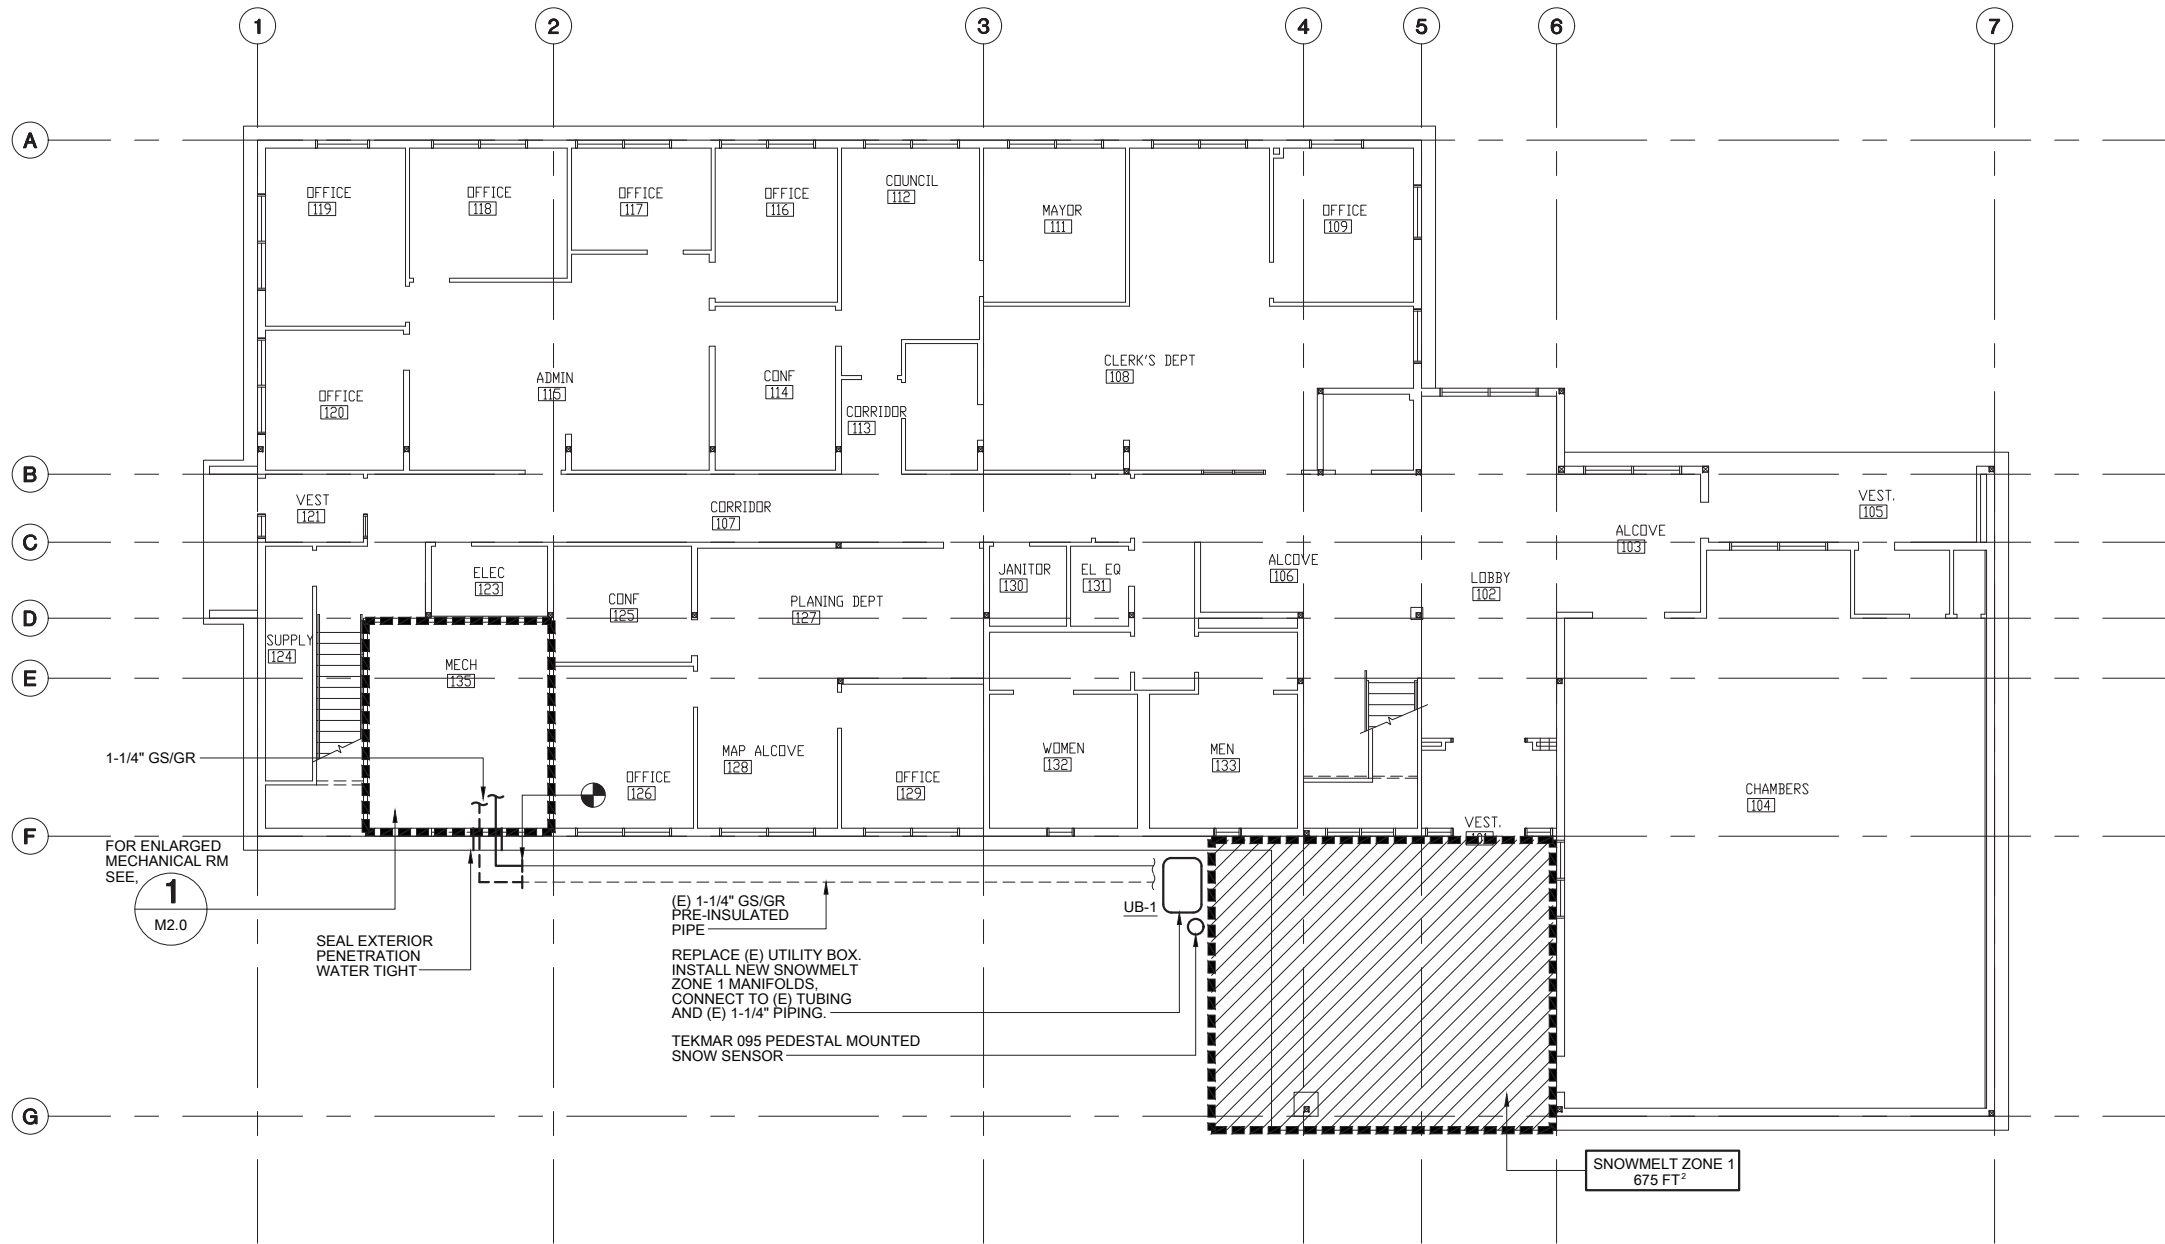 1
2
3
4
5
6
7
A
B
C
D
E
F
G
OFFICE
119
OFFICE
118
OFFICE
117
OFFICE
116
COUNCIL
112
MAYOR
111
OFFICE
109
OFFICE
120
ADMIN
115
CONF
114
CORRIDOR
113
CLERK'S DEPT
108
VEST
121
CORRIDOR
107
VEST.
105
ALCOVE
103
ELEC
123
CONF
125
PLANING DEPT
127
JANITOR
130
EL EQ
131
ALCOVE
106
LOBBY
102
SUPPLY
124
MECH
135
OFFICE
126
MAP ALCOVE
128
OFFICE
129
WOMEN
132
MEN
133
VEST.
101
CHAMBERS
104
1-1/4" GS/GR
FOR ENLARGED
MECHANICAL RM
SEE,
1
M2.0
SEAL EXTERIOR
PENETRATION
WATER TIGHT
(E) 1-1/4" GS/GR
PRE-INSULATED
PIPE
UB-1
REPLACE (E) UTILITY BOX.
INSTALL NEW SNOWMELT
ZONE 1 MANIFOLDS,
CONNECT TO (E) TUBING
AND (E) 1-1/4" PIPING.
TEKMAR 095 PEDESTAL MOUNTED
SNOW SENSOR
SNOWMELT ZONE 1
675 FT²